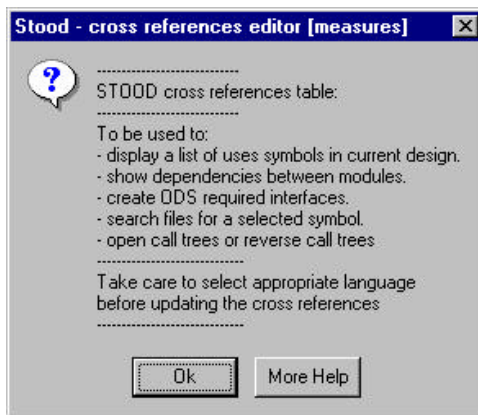 Stood - cross references editor [measures]
---------------------------
STOOD cross references table:
---------------------------
To be used to:
- display a list of uses symbols in current design.
- show dependencies between modules.
- create ODS required interfaces.
- search files for a selected symbol.
- open call trees or reverse call trees
----------------------------
Take care to select appropriate language
before updating the cross references
----------------------------
Ok More Help